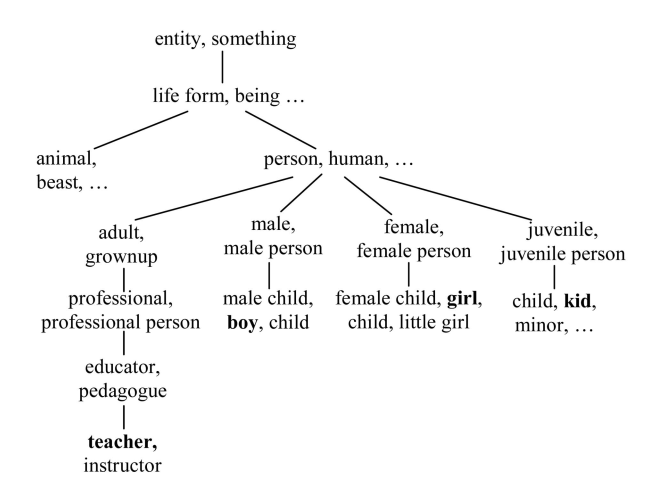 entity, something
life form, being …
animal,
beast, …
person, human, …
adult,
grownup
male,
male person
female,
female person
juvenile,
juvenile person
professional,
professional person
male child,
boy, child
female child, girl,
child, little girl
child, kid,
minor, …
educator,
pedagogue
teacher,
instructor